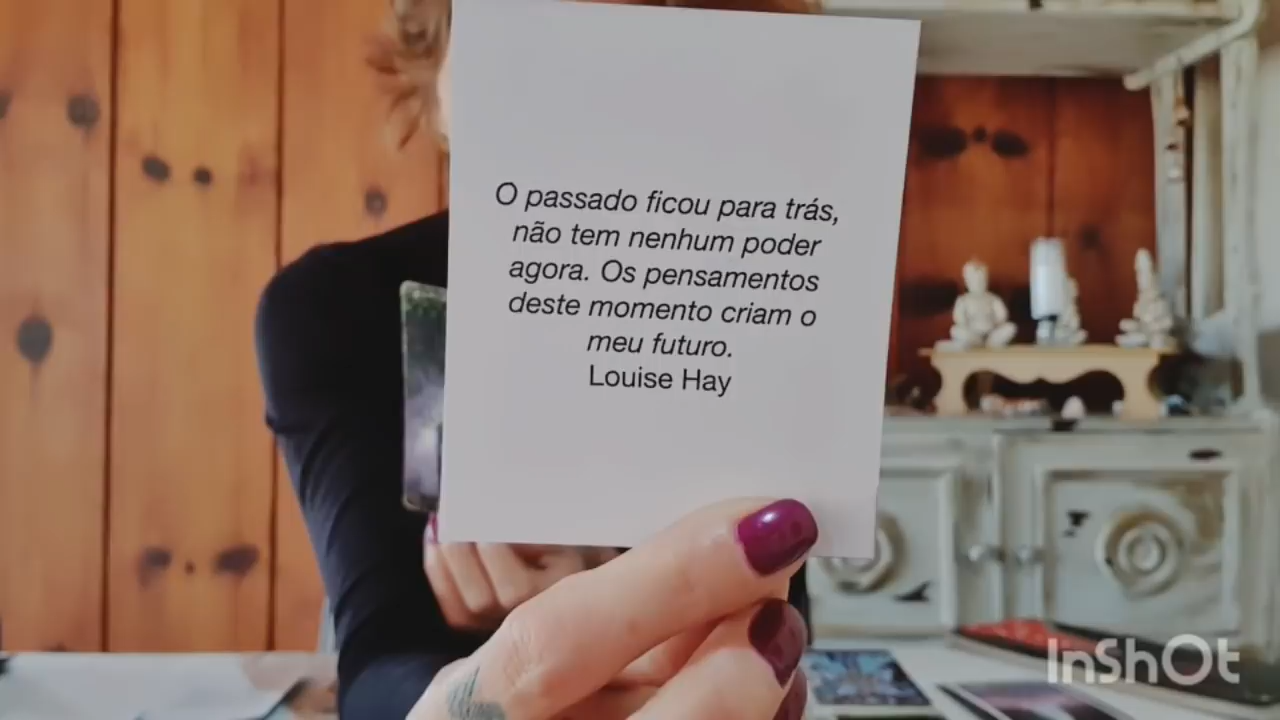 O passado ficou para trás,
não tem nenhum poder
agora. Os pensamentos
deste momento criam o
meu futuro.
Louise Hay
InShOt